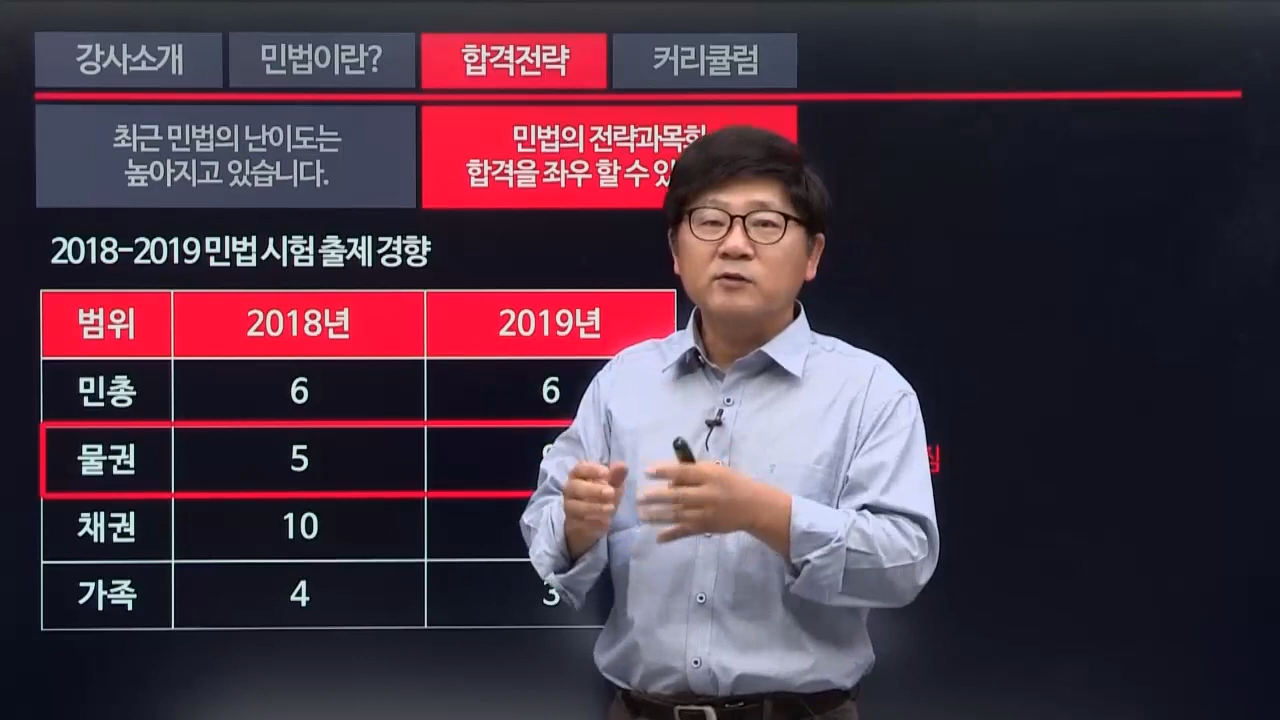 강사소개
민법이란?
합격전략
커리큘럼
최근 민법의 난이도는
높아지고 있습니다.
민법의 전략과목화
합격을 좌우 할 수
2018-2019 민법 시험 출제 경향
범위 2018년 2019년
민총 6 6
물권 5
채권 10
가족 4 3